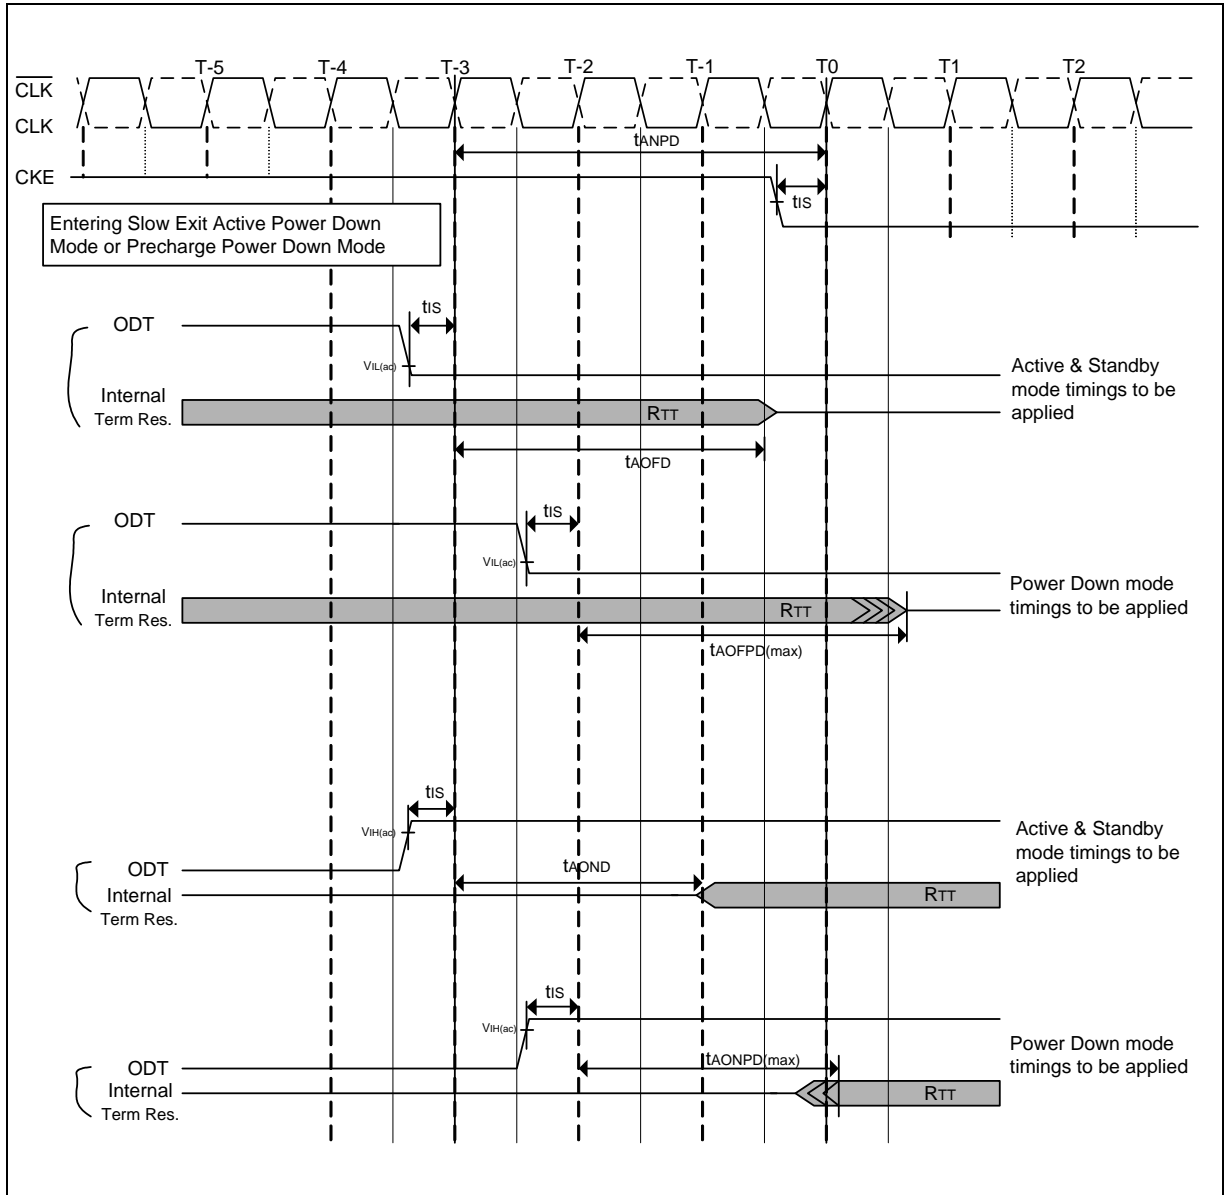 T-5 T-4 T-3 T-2 T-1 T0 T1 T2
CLK
CLK
tANPD
CKE
tIS
Entering Slow Exit Active Power Down
Mode or Precharge Power Down Mode
tIS
ODT
VIL(ac)
Active & Standby
mode timings to be
applied
Internal
Term Res.
RTT
tAOFD
ODT
tIS
VIL(ac)
Power Down mode
timings to be applied
Internal
Term Res.
RTT
tAOFPD(max)
tIS
VIH(ac)
Active & Standby
mode timings to be
applied
ODT
tAOND
Internal
Term Res.
RTT
tIS
VIH(ac)
Power Down mode
timings to be applied
ODT
tAONPD(max)
Internal
Term Res.
RTT